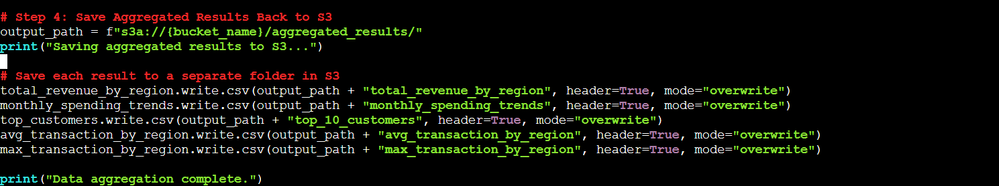 # Step 4: Save Aggregated Results Back to S3
output_path = f"s3a://{bucket_name}/aggregated_results/"
print("Saving aggregated results to S3...")
# Save each result to a separate folder in S3
total_revenue_by_region.write.csv(output_path + "total_revenue_by_region", header=True, mode="overwrite")
monthly_spending_trends.write.csv(output_path + "monthly_spending_trends", header=True, mode="overwrite")
top_customers.write.csv(output_path + "top_10_customers", header=True, mode="overwrite")
avg_transaction_by_region.write.csv(output_path + "avg_transaction_by_region", header=True, mode="overwrite")
max_transaction_by_region.write.csv(output_path + "max_transaction_by_region", header=True, mode="overwrite")
print("Data aggregation complete.")